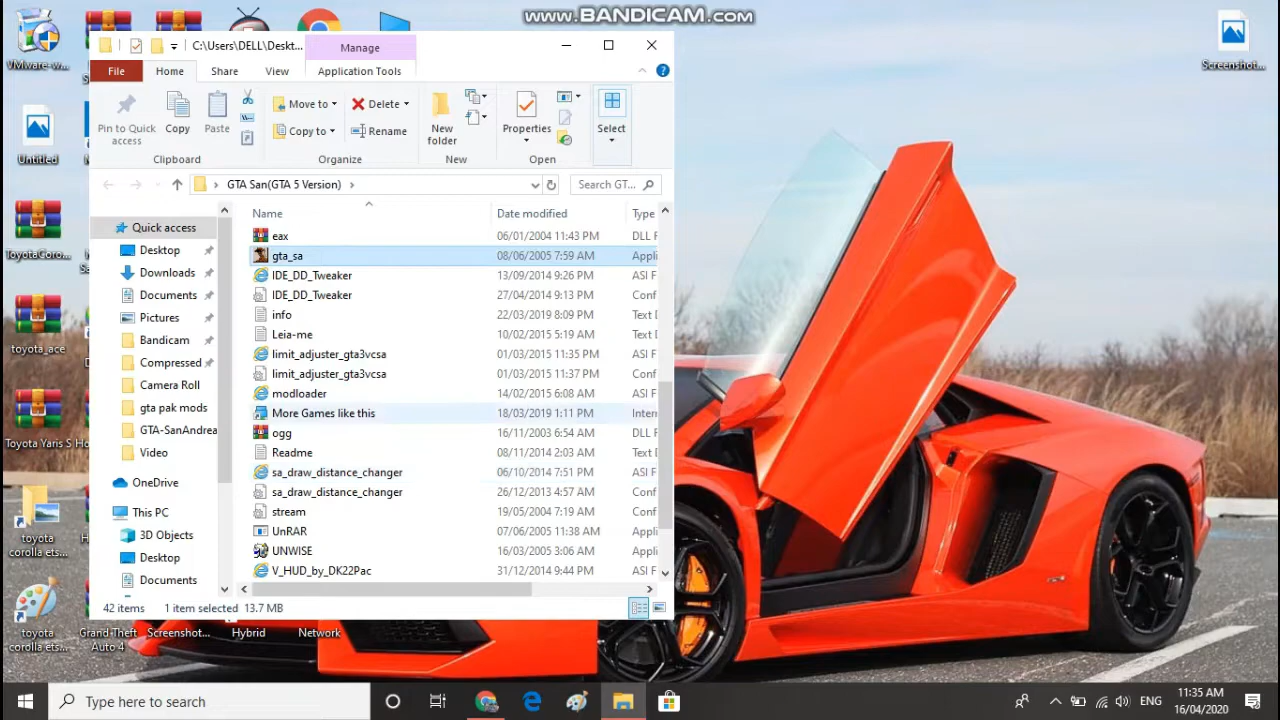 www.BANDICAM.com
C:\Users\DELL\Deskt...
Manage
File
Home
Share
View
Application Tools
Pin to Quick access
Copy
Paste
Move to
Copy to
Delete
Rename
New folder
Properties
Select
Clipboard
Organize
New
Open
GTA San(GTA 5 Version)
Search GT...
Name
Date modified
Type
eax 06/01/2004 11:43 PM DLL F
gta_sa 08/06/2005 7:59 AM Appli
IDE_DD_Tweaker 13/09/2014 9:26 PM ASI F
IDE_DD_Tweaker 27/04/2014 9:13 PM Conf
info 22/03/2019 8:09 PM Text D
Leia-me 10/02/2015 5:19 AM Text D
limit_adjuster_gta3vcsa 01/03/2015 11:35 PM ASI F
limit_adjuster_gta3vcsa 01/03/2015 11:37 PM Conf
modloader 14/02/2015 6:08 AM ASI F
More Games like this 18/03/2019 1:11 PM Intern
ogg 16/11/2003 6:54 AM DLL F
Readme 08/11/2014 2:03 AM Text D
sa_draw_distance_changer 06/10/2014 7:51 PM ASI F
sa_draw_distance_changer 26/12/2013 4:57 AM Conf
stream 19/05/2004 7:19 AM Conf
UnRAR 07/06/2005 11:38 AM Appli
UNWISE 16/03/2005 3:06 AM Appli
V_HUD_by_DK22Pac 31/12/2014 9:44 PM ASI F
Quick access
Desktop
Downloads
Documents
Pictures
Bandicam
Compressed
Camera Roll
gta pak mods
GTA-SanAndrea
Video
OneDrive
This PC
3D Objects
Desktop
Documents
42 items
1 item selected 13.7 MB
VMware-w...
Untitled
ToyotaCoro...
toyota_ace
Toyota Yaris S
toyota
corolla ets...
toyota
corolla ets...
Grand Theft
Auto 4
Screenshot...
Hybrid
Network
Screenshot...
Type here to search
ENG
11:35 AM
16/04/2020